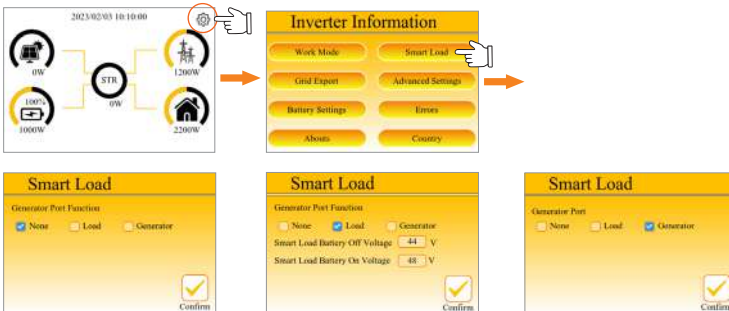 2023/02/03 10:10:00
0W
1200W
STR
0W
100%
1000W
2200W
Inverter Information
Work Mode
Smart Load
Grid Export
Advanced Settings
Battery Settings
Errors
Abouts
Country
Smart Load
Generator Port Function
None Load Generator
Confirm
Smart Load
Generator Port Function
None Load Generator
Smart Load Battery Off Voltage 44 V
Smart Load Battery On Voltage 48 V
Confirm
Smart Load
Generator Port
None Load Generator
Confirm